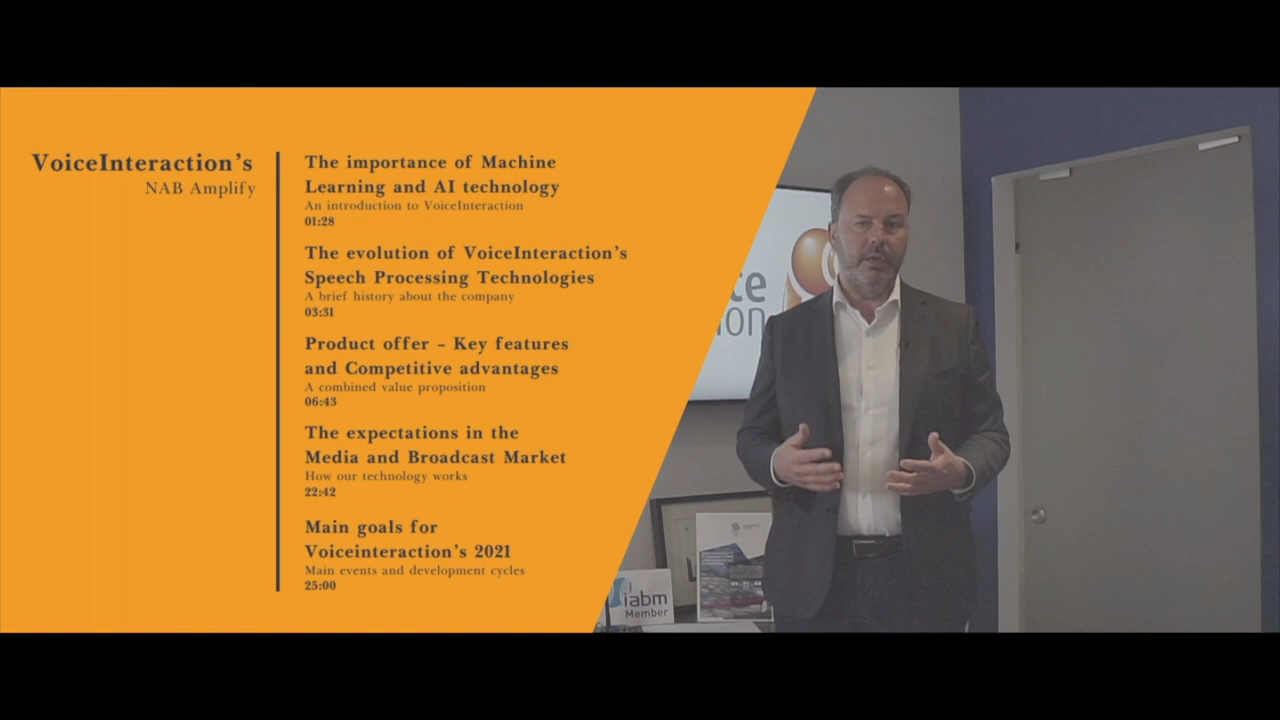 VoiceInteraction's
NAB Amplify
The importance of Machine
Learning and AI technology
An introduction to VoiceInteraction
01:28
The evolution of VoiceInteraction's
Speech Processing Technologies
A brief history about the company
03:31
Product offer - Key features
and Competitive advantages
A combined value proposition
06:43
The expectations in the
Media and Broadcast Market
How our technology works
22:42
Main goals for
Voiceinteraction's 2021
Main events and development cycles
25:00
iabm
Member